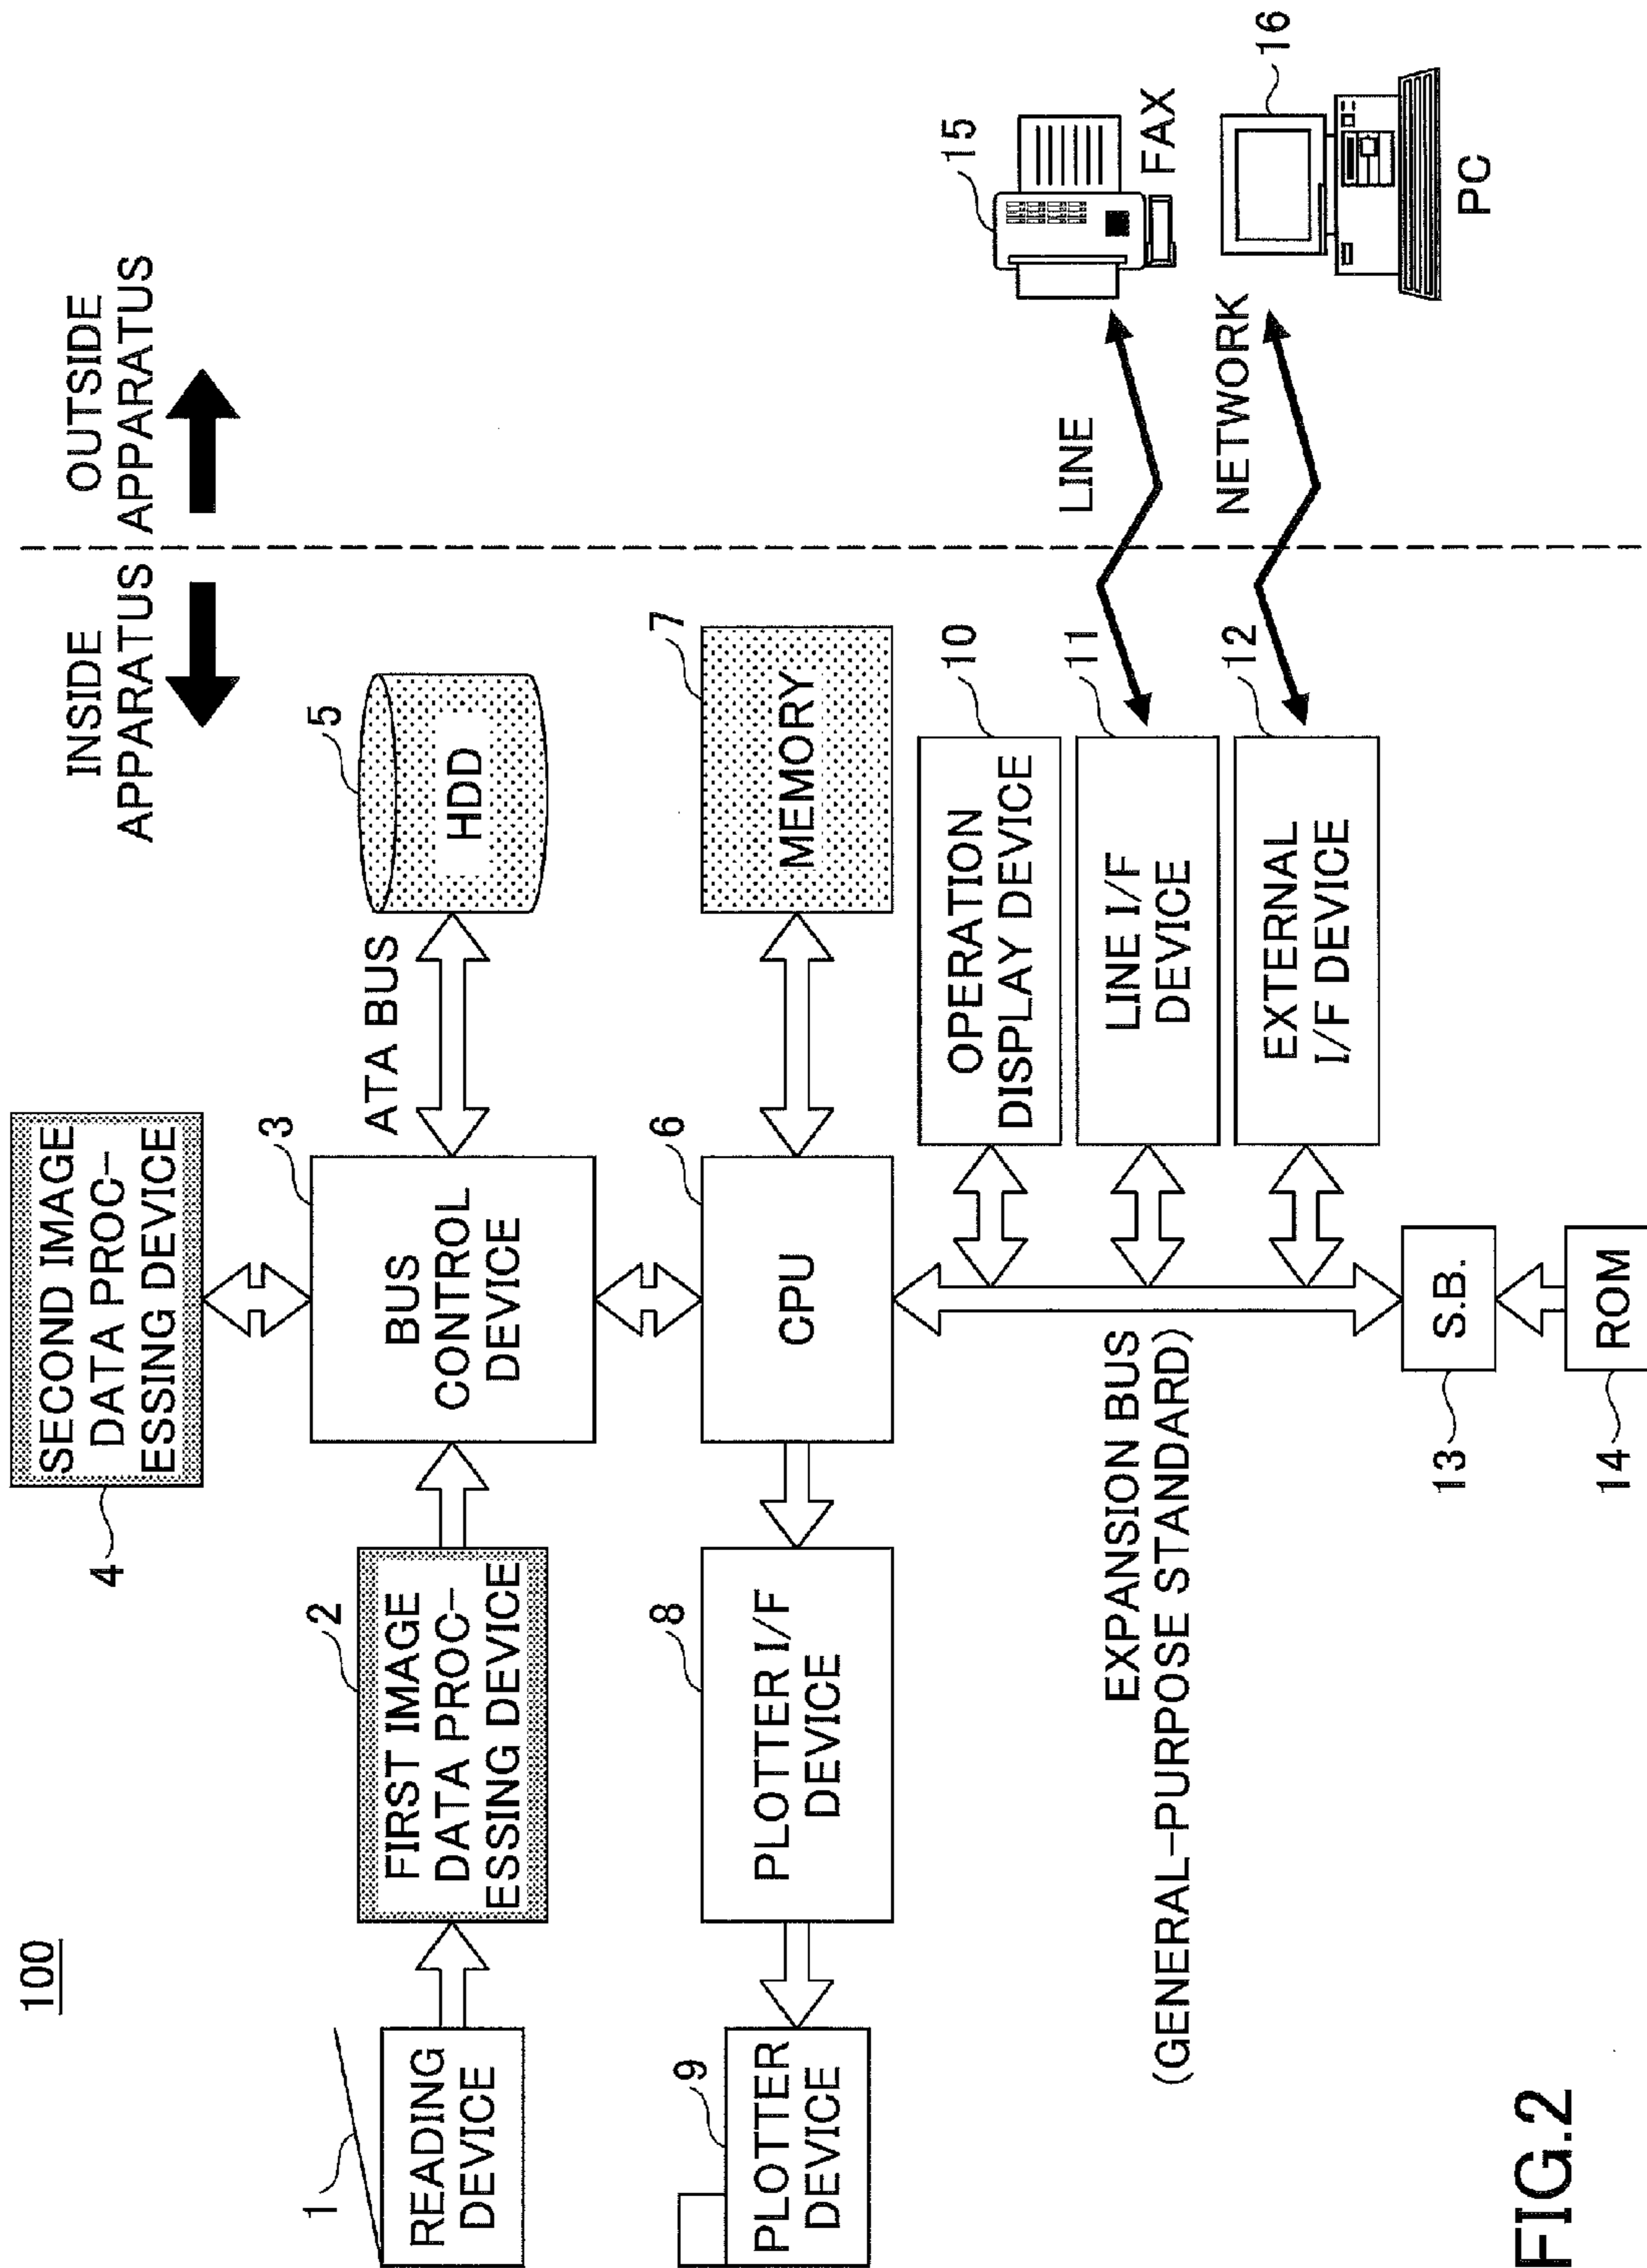 100
INSIDE
APPARATUS
OUTSIDE
APPARATUS
4
SECOND IMAGE
DATA PROC-
ESSING DEVICE
1
READING
DEVICE
2
FIRST IMAGE
DATA PROC-
ESSING DEVICE
3
BUS
CONTROL
DEVICE
ATA BUS
5
HDD
9
PLOTTER
DEVICE
8
PLOTTER I/F
DEVICE
6
CPU
7
MEMORY
EXPANSION BUS
(GENERAL-PURPOSE STANDARD)
10
OPERATION
DISPLAY DEVICE
11
LINE I/F
DEVICE
12
EXTERNAL
I/F DEVICE
LINE
15
FAX
NETWORK
16
PC
13
S.B.
14
ROM
FIG.2